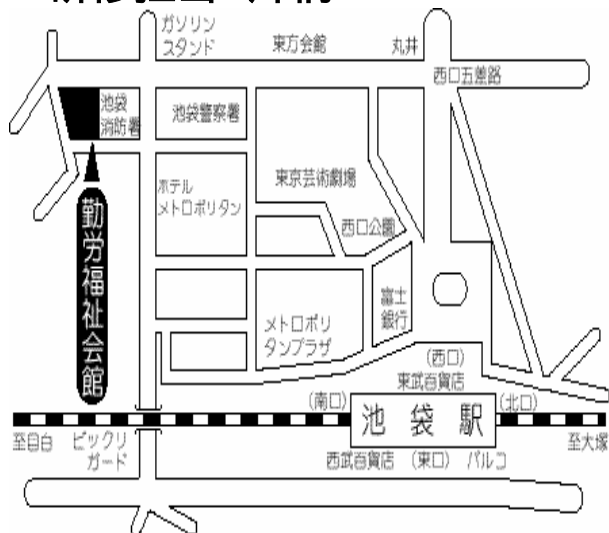 ガソリン
スタンド
東方会館
丸井
西口五差路
池袋
消防署
池袋警察署
ホテル
メトロポリタン
東京芸術劇場
西口公園
勤労福祉会館
富士
銀行
メトロポリ
タンプラザ
(西口)
東武百貨店
(南口)
池袋駅
(北口)
至目白
ビックリ
ガード
西武百貨店
(東口)
パルコ
至大塚